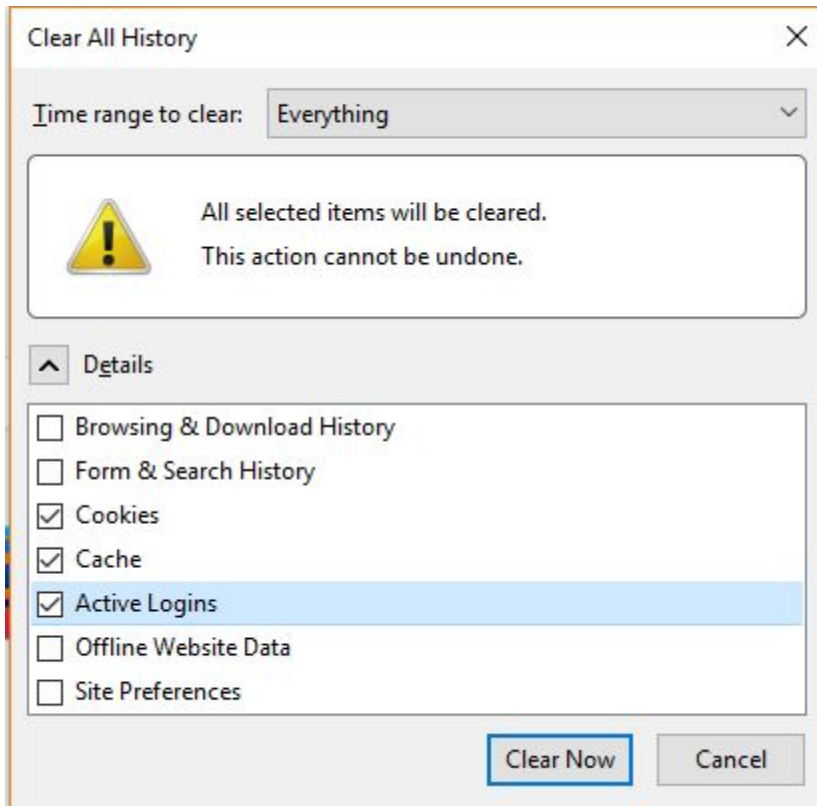 Clear All History
Time range to clear: Everything
All selected items will be cleared.
This action cannot be undone.
Details
Browsing & Download History
Form & Search History
Cookies
Cache
Active Logins
Offline Website Data
Site Preferences
Clear Now Cancel